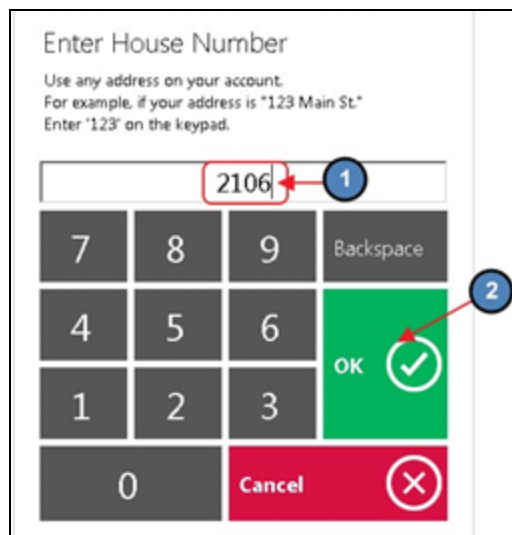 Enter House Number
Use any address on your account.
For example, if your address is "123 Main St."
Enter '123' on the keypad.
2106
1
7 8 9 Backspace
2
4 5 6
OK
1 2 3
0 Cancel